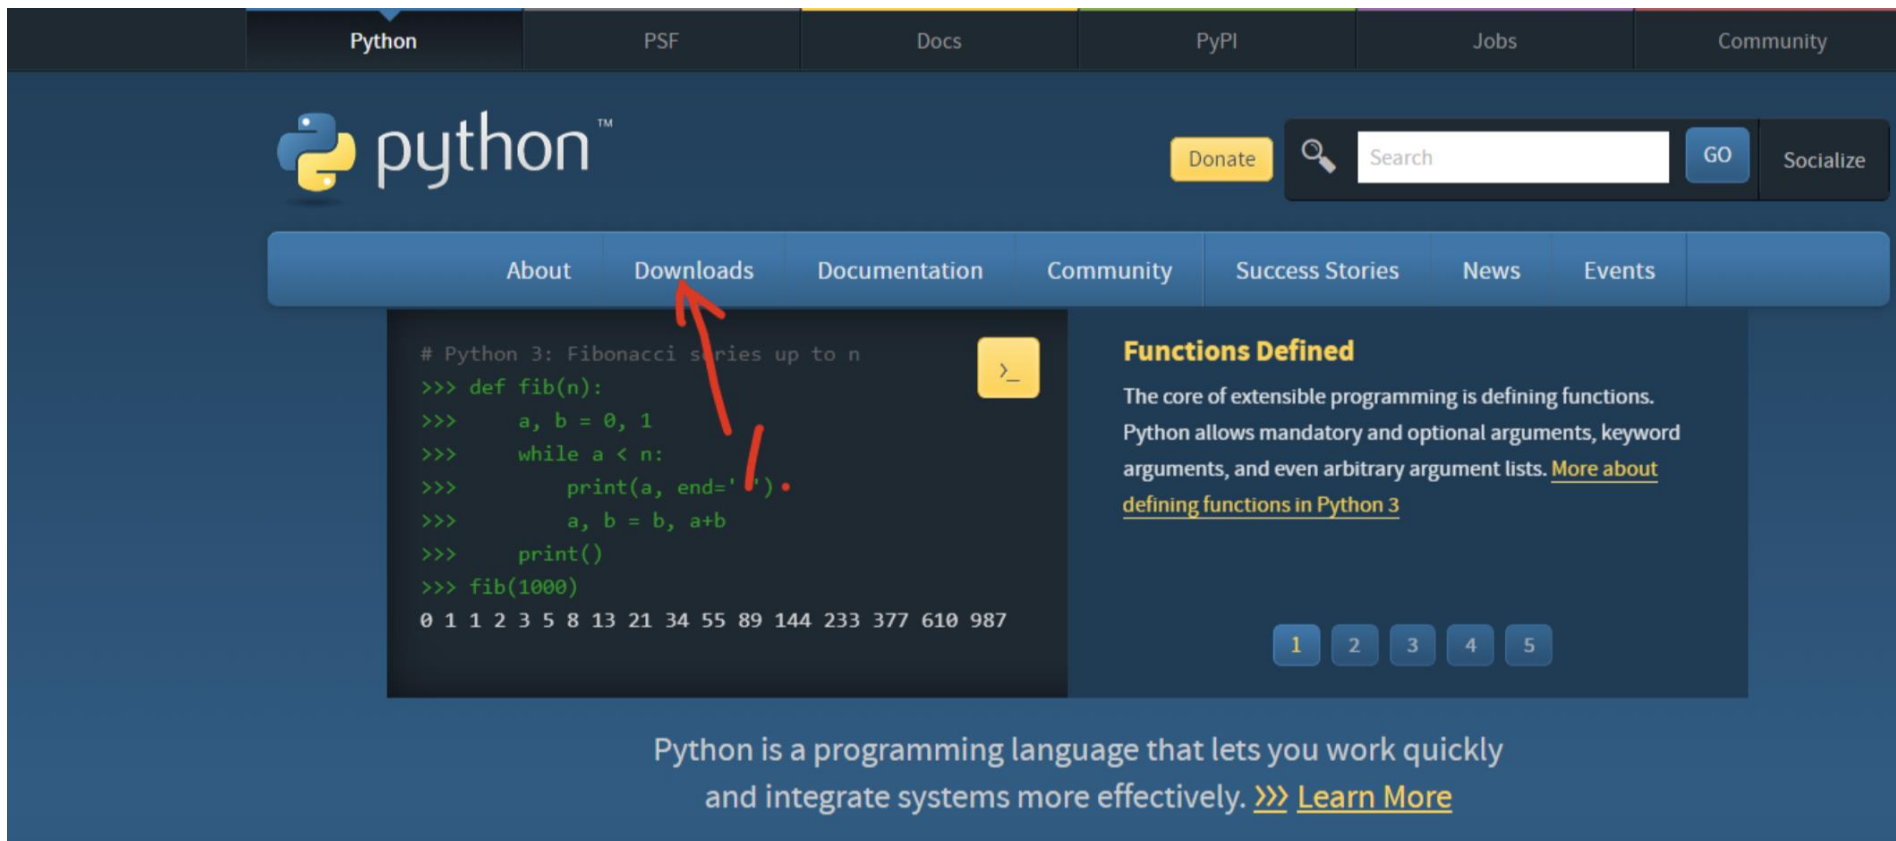 Python PSF Docs PyPI Jobs Community
python™
Donate Search GO Socialize
About Downloads Documentation Community Success Stories News Events
# Python 3: Fibonacci series up to n
>>> def fib(n):
>>>     a, b = 0, 1
>>>     while a < n:
>>>         print(a, end=' ')
>>>         a, b = b, a+b
>>>     print()
>>> fib(1000)
0 1 1 2 3 5 8 13 21 34 55 89 144 233 377 610 987
>_
Functions Defined
The core of extensible programming is defining functions.
Python allows mandatory and optional arguments, keyword
arguments, and even arbitrary argument lists. More about
defining functions in Python 3
1 2 3 4 5
1.
Python is a programming language that lets you work quickly
and integrate systems more effectively. >>> Learn More